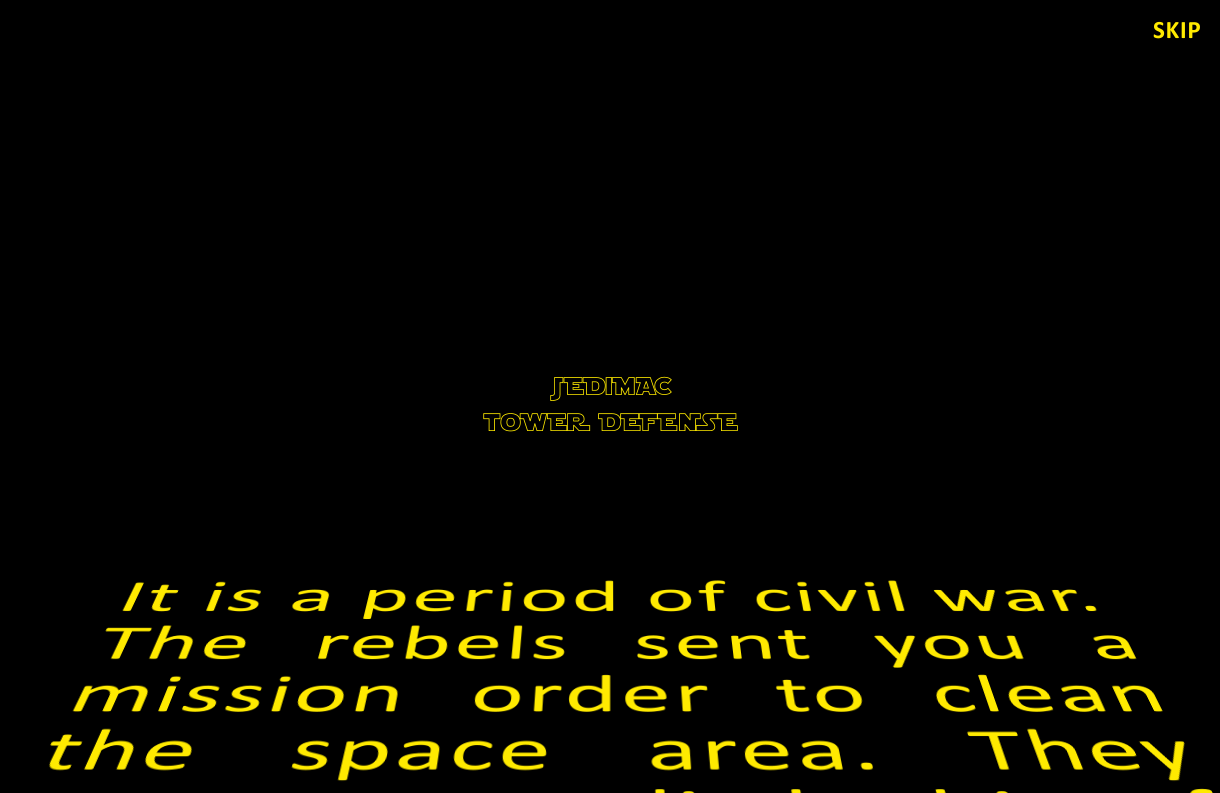 SKIP
JEDIMAC
TOWER DEFENSE
It is a period of civil war.
The rebels sent you a
mission order to clean
the space area. They